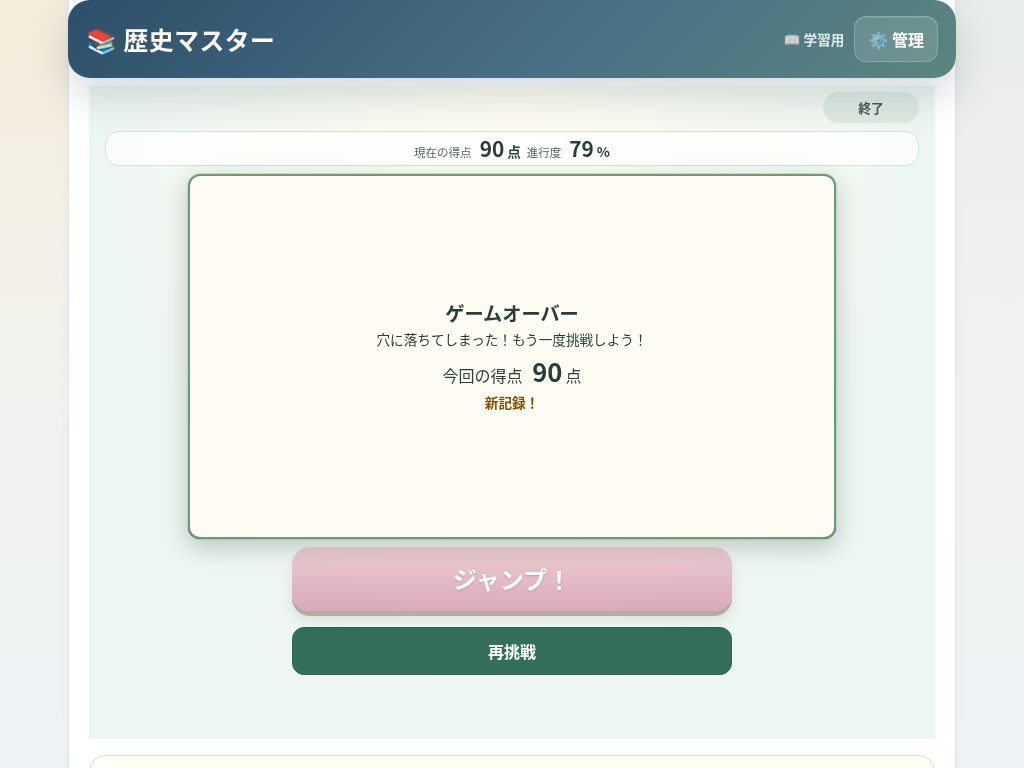 📚 歴史マスター
📖 学習用
⚙️ 管理
終了
現在の得点 90 点 進行度 79 %
ゲームオーバー
穴に落ちてしまった！もう一度挑戦しよう！
今回の得点 90 点
新記録！
ジャンプ！
再挑戦